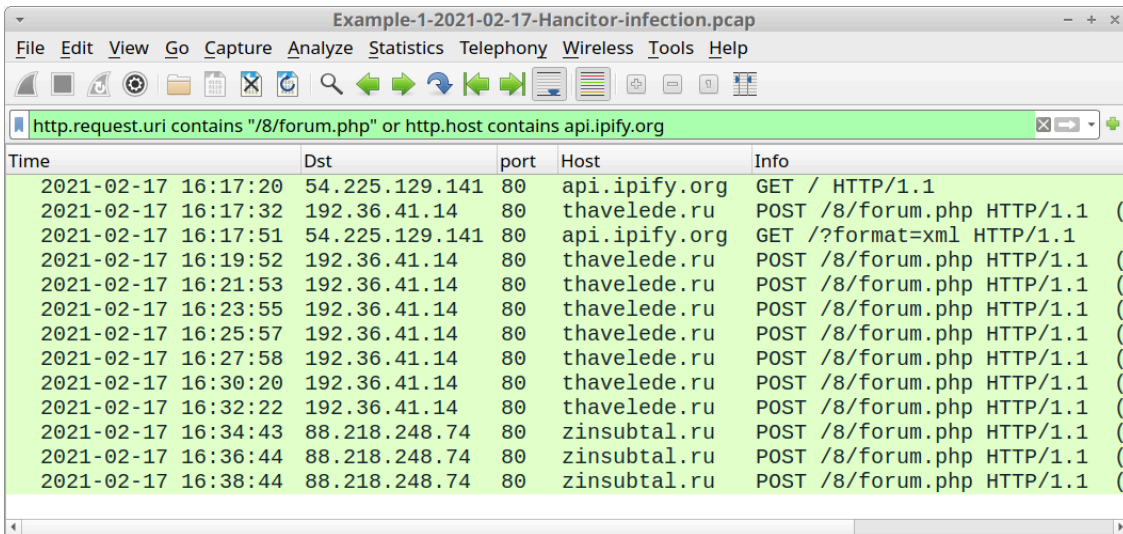 Example-1-2021-02-17-Hancitor-infection.pcap
File Edit View Go Capture Analyze Statistics Telephony Wireless Tools Help
http.request.uri contains "/8/forum.php" or http.host contains api.ipify.org
Time Dst port Host Info
2021-02-17 16:17:20 54.225.129.141 80 api.ipify.org GET / HTTP/1.1
2021-02-17 16:17:32 192.36.41.14 80 thavelede.ru POST /8/forum.php HTTP/1.1 (
2021-02-17 16:17:51 54.225.129.141 80 api.ipify.org GET /?format=xml HTTP/1.1
2021-02-17 16:19:52 192.36.41.14 80 thavelede.ru POST /8/forum.php HTTP/1.1 (
2021-02-17 16:21:53 192.36.41.14 80 thavelede.ru POST /8/forum.php HTTP/1.1 (
2021-02-17 16:23:55 192.36.41.14 80 thavelede.ru POST /8/forum.php HTTP/1.1 (
2021-02-17 16:25:57 192.36.41.14 80 thavelede.ru POST /8/forum.php HTTP/1.1 (
2021-02-17 16:27:58 192.36.41.14 80 thavelede.ru POST /8/forum.php HTTP/1.1 (
2021-02-17 16:30:20 192.36.41.14 80 thavelede.ru POST /8/forum.php HTTP/1.1 (
2021-02-17 16:32:22 192.36.41.14 80 thavelede.ru POST /8/forum.php HTTP/1.1 (
2021-02-17 16:34:43 88.218.248.74 80 zinsubtal.ru POST /8/forum.php HTTP/1.1 (
2021-02-17 16:36:44 88.218.248.74 80 zinsubtal.ru POST /8/forum.php HTTP/1.1 (
2021-02-17 16:38:44 88.218.248.74 80 zinsubtal.ru POST /8/forum.php HTTP/1.1 (